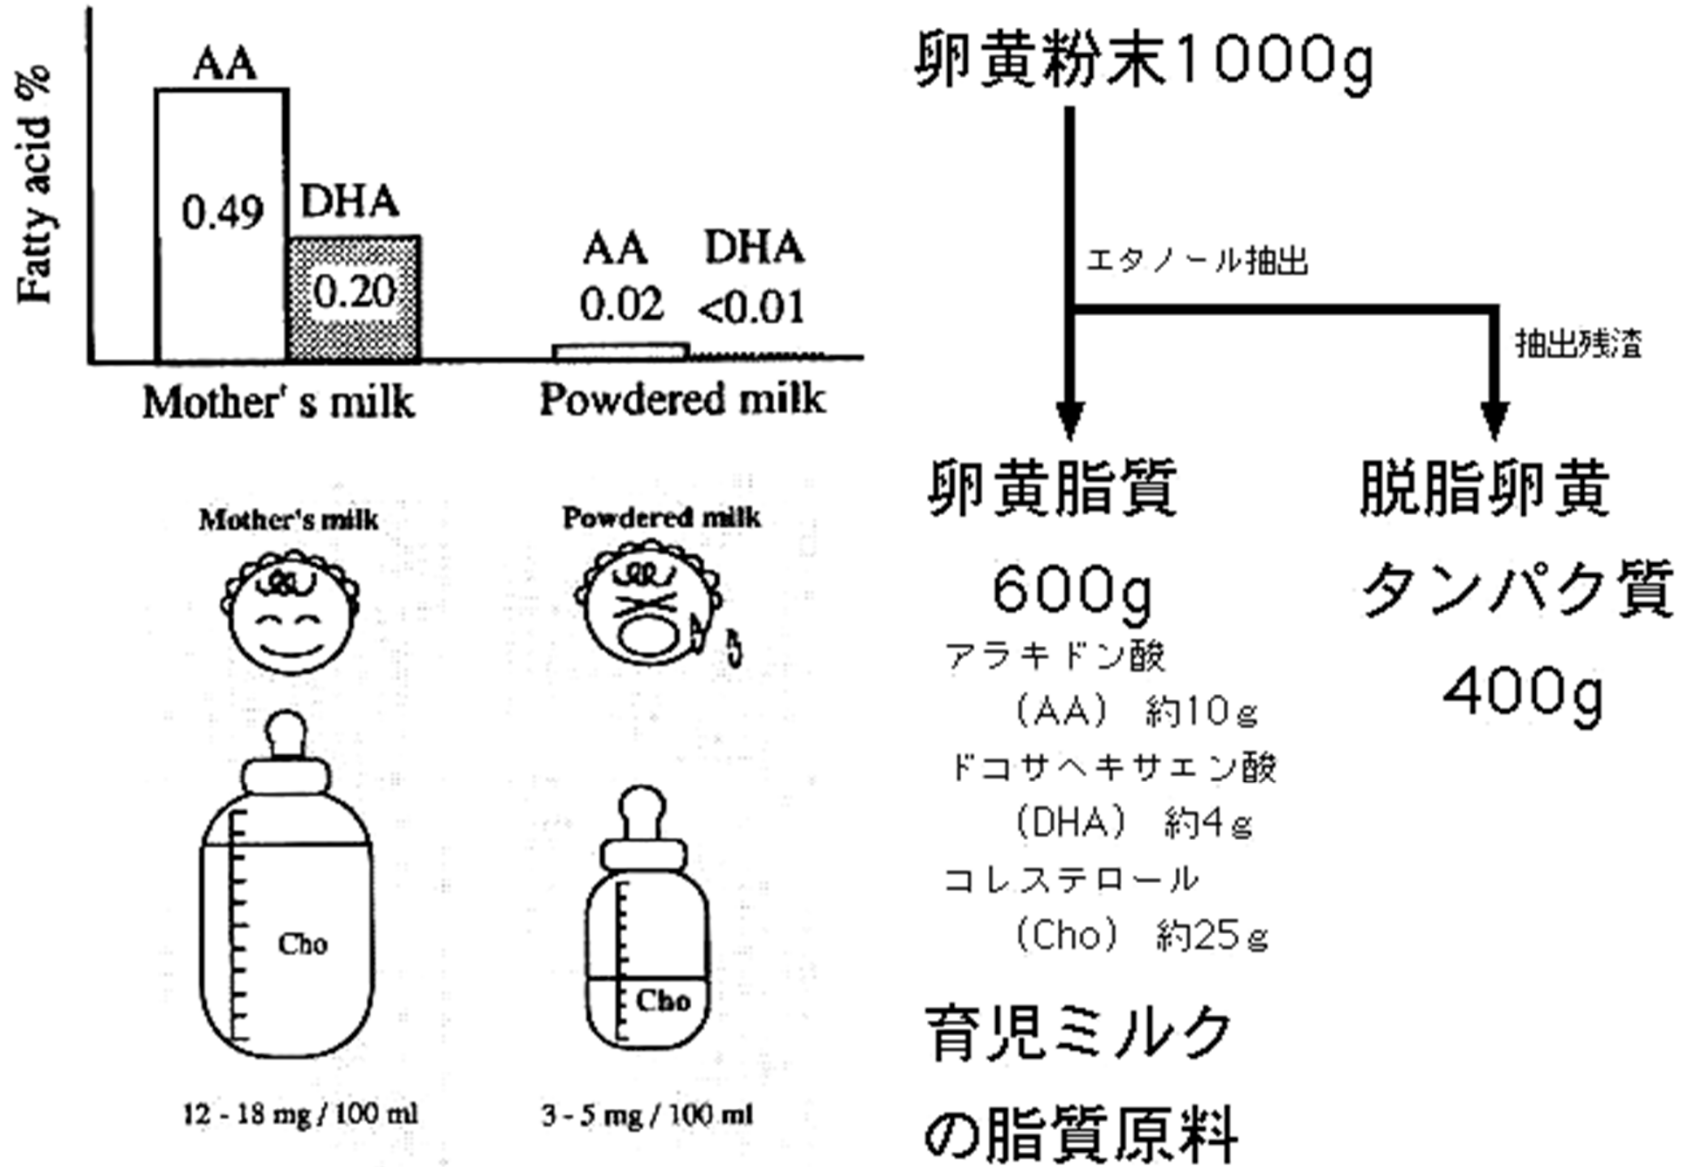 Fatty acid %
AA
0.49
DHA
0.20
AA
0.02
DHA
<0.01
Mother's milk
Powdered milk
Mother's milk
Powdered milk
Cho
Cho
12 - 18 mg / 100 ml
3 - 5 mg / 100 ml
卵黄粉末1000g
エタノール抽出
抽出残渣
卵黄脂質
600g
アラキドン酸
(AA) 約10g
ドコサヘキサエン酸
(DHA) 約4g
コレステロール
(Cho) 約25g
育児ミルク
の脂質原料
脱脂卵黄
タンパク質
400g